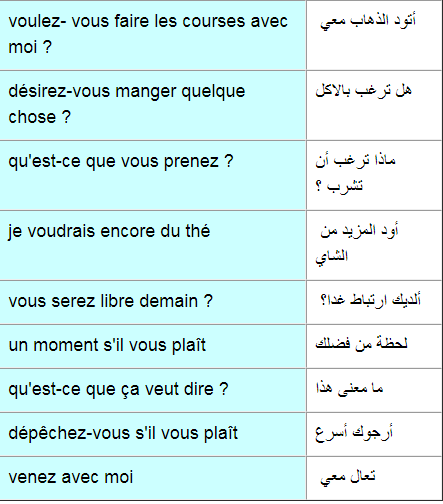 voulez- vous faire les courses avec
moi ?
أتود الذهاب معي
désirez-vous manger quelque
chose ?
هل ترغب بالاكل
qu'est-ce que vous prenez ?
ماذا ترغب أن
تشرب ؟
je voudrais encore du thé
أود المزيد من
الشاي
vous serez libre demain ?
ألديك ارتباط غدا؟
un moment s'il vous plaît
لحظة من فضلك
qu'est-ce que ça veut dire ?
ما معنى هذا
dépêchez-vous s'il vous plaît
أرجوك أسرع
venez avec moi
تعال معي